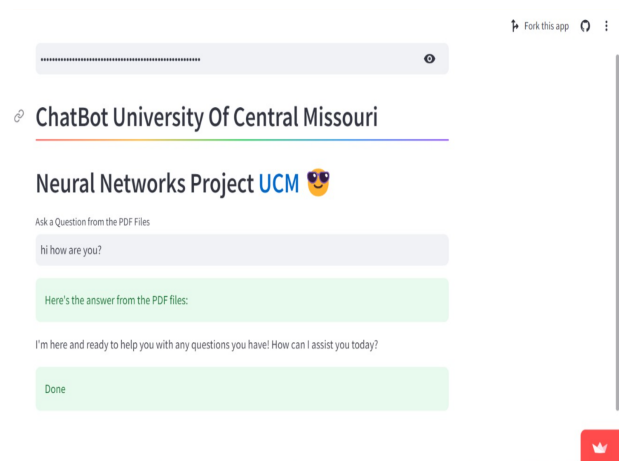 Fork this app
ChatBot University Of Central Missouri
Neural Networks Project UCM 😎
Ask a Question from the PDF Files
hi how are you?
Here's the answer from the PDF files:
I'm here and ready to help you with any questions you have! How can I assist you today?
Done